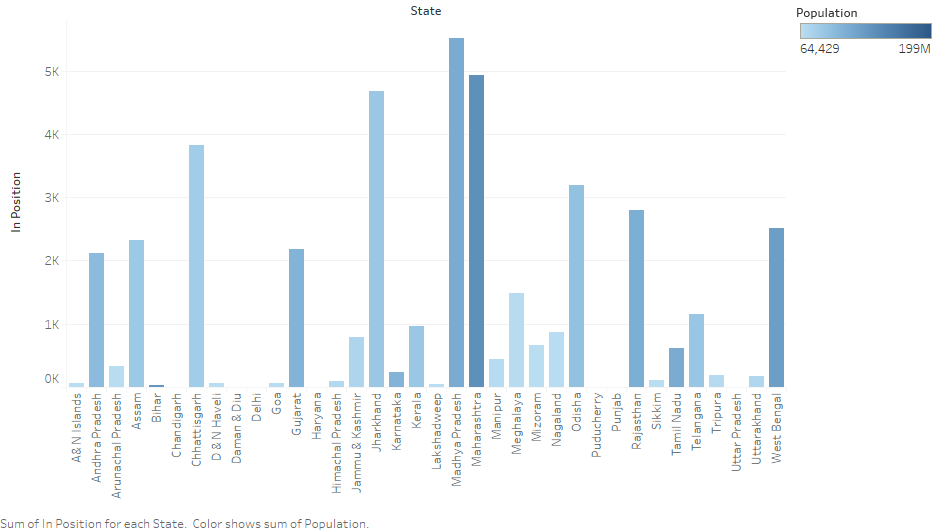 State
Population
64,429 199M
In Position
5K
4K
3K
2K
1K
0K
A& N Islands
Andhra Pradesh
Arunachal Pradesh
Assam
Bihar
Chandigarh
Chhattisgarh
D & N Haveli
Daman & Diu
Delhi
Goa
Gujarat
Haryana
Himachal Pradesh
Jammu & Kashmir
Jharkhand
Karnataka
Kerala
Lakshadweep
Madhya Pradesh
Maharashtra
Manipur
Meghalaya
Mizoram
Nagaland
Odisha
Puducherry
Punjab
Rajasthan
Sikkim
Tamil Nadu
Telangana
Tripura
Uttar Pradesh
Uttarakhand
West Bengal
Sum of In Position for each State. Color shows sum of Population.